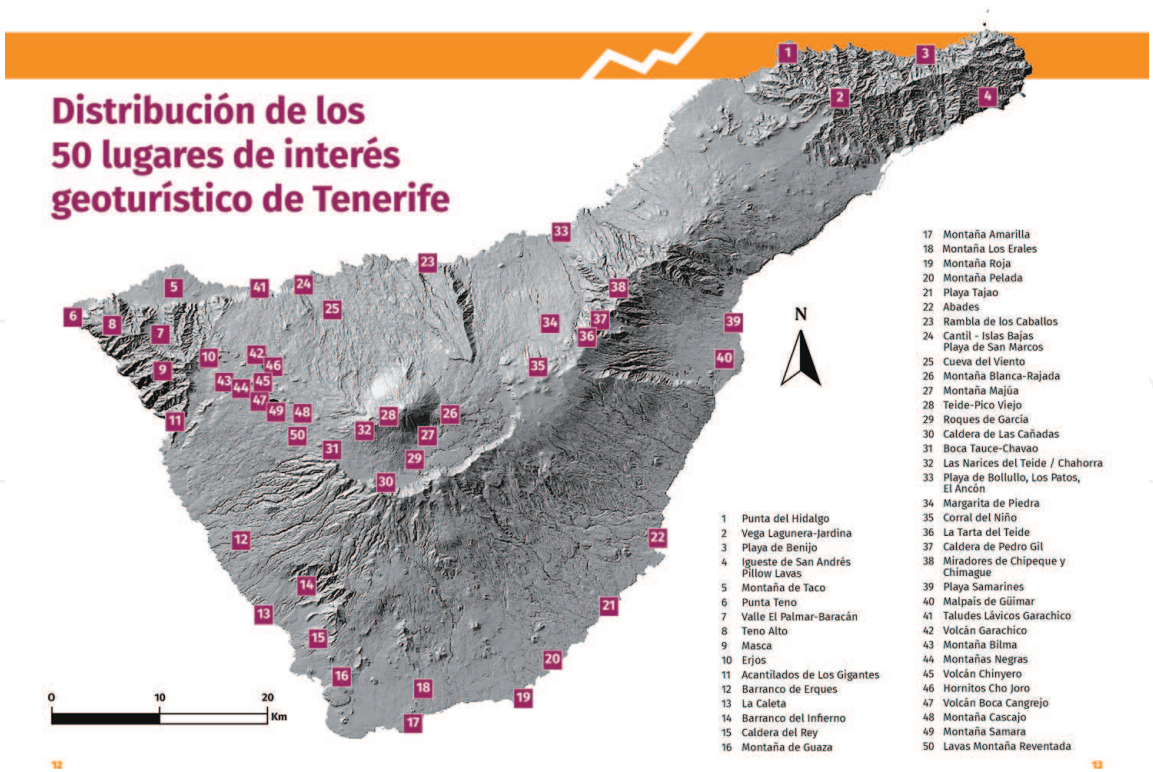 Distribución de los
50 lugares de interés
geoturístico de Tenerife
1
3
2
4
33
23
5
41
24
38
6
8
7
25
34
37
39
36
10
42
46
35
40
9
43
44
45
47
49
48
28
26
11
50
32
27
31
29
30
12
22
14
13
21
15
20
16
18
19
17
N
0 10 20
Km
1 Punta del Hidalgo
2 Vega Lagunera-Jardina
3 Playa de Benijo
4 Igueste de San Andrés
Pillow Lavas
5 Montaña de Taco
6 Punta Teno
7 Valle El Palmar-Baracán
8 Teno Alto
9 Masca
10 Erjos
11 Acantilados de Los Gigantes
12 Barranco de Erques
13 La Caleta
14 Barranco del Infierno
15 Caldera del Rey
16 Montaña de Guaza
17 Montaña Amarilla
18 Montaña Los Erales
19 Montaña Roja
20 Montaña Pelada
21 Playa Tajao
22 Abades
23 Rambla de los Caballos
24 Cantil - Islas Bajas
Playa de San Marcos
25 Cueva del Viento
26 Montaña Blanca-Rajada
27 Montaña Majúa
28 Teide-Pico Viejo
29 Roques de García
30 Caldera de Las Cañadas
31 Boca Tauce-Chavao
32 Las Narices del Teide / Chahorra
33 Playa de Bollullo, Los Patos,
El Ancón
34 Margarita de Piedra
35 Corral del Niño
36 La Tarta del Teide
37 Caldera de Pedro Gil
38 Miradores de Chipeque y
Chimague
39 Playa Samarines
40 Malpaís de Güímar
41 Taludes Lávicos Garachico
42 Volcán Garachico
43 Montaña Bilma
44 Montañas Negras
45 Volcán Chinyero
46 Hornitos Cho Joro
47 Volcán Boca Cangrejo
48 Montaña Cascajo
49 Montaña Samara
50 Lavas Montaña Reventada
12
13